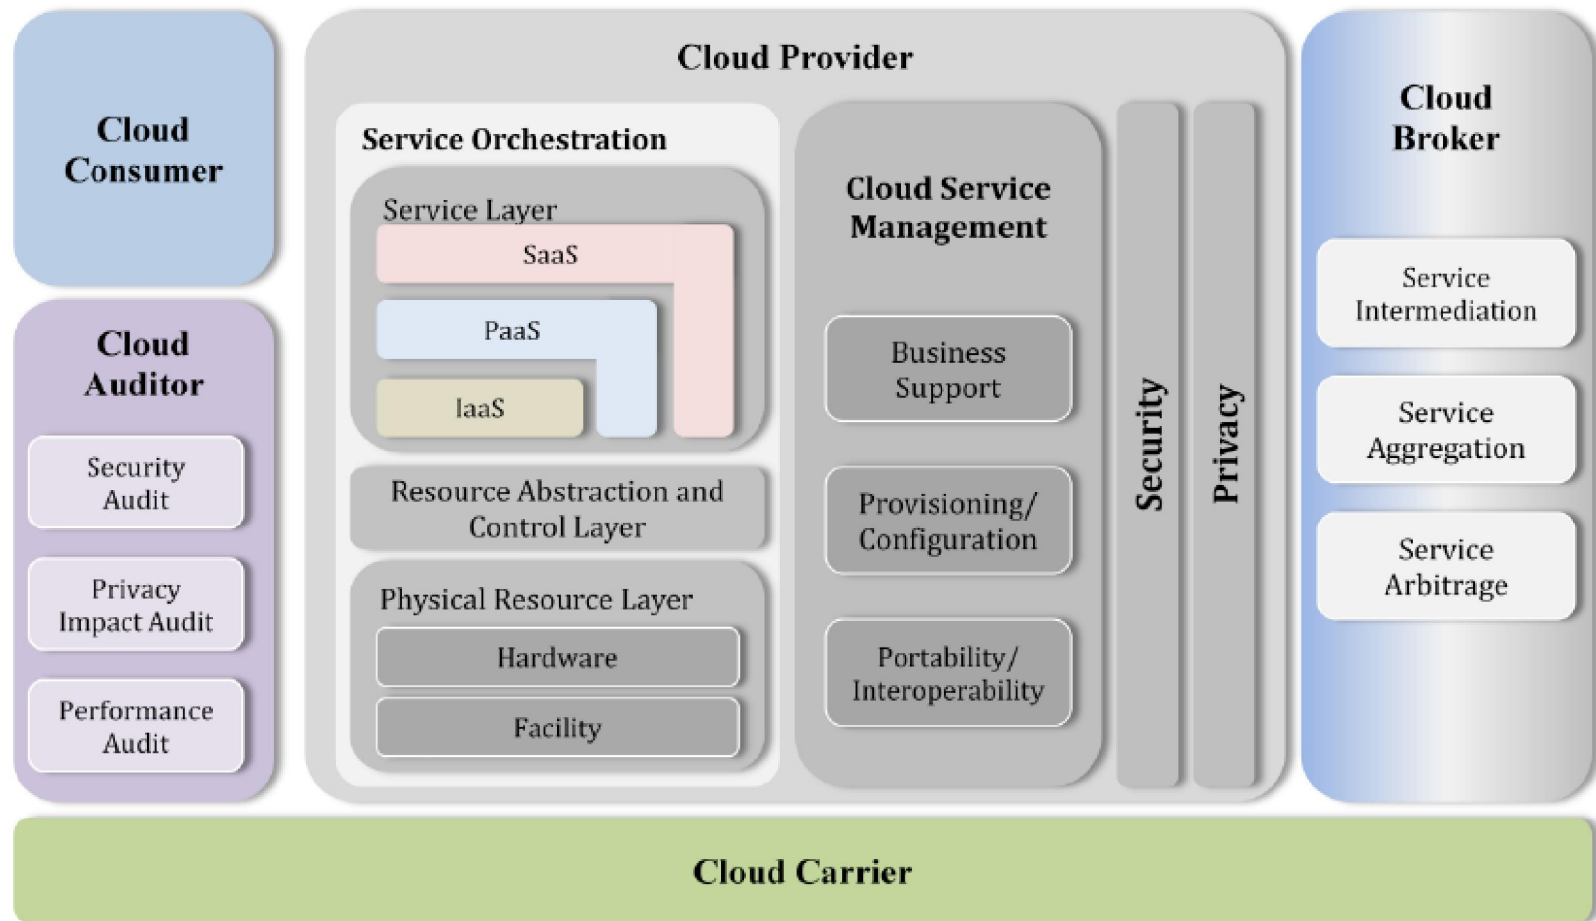 Cloud
Consumer
Cloud
Auditor
Security
Audit
Privacy
Impact Audit
Performance
Audit
Cloud Provider
Service Orchestration
Service Layer
SaaS
PaaS
IaaS
Resource Abstraction and
Control Layer
Physical Resource Layer
Hardware
Facility
Cloud Service
Management
Business
Support
Provisioning/
Configuration
Portability/
Interoperability
Security
Privacy
Cloud
Broker
Service
Intermediation
Service
Aggregation
Service
Arbitrage
Cloud Carrier